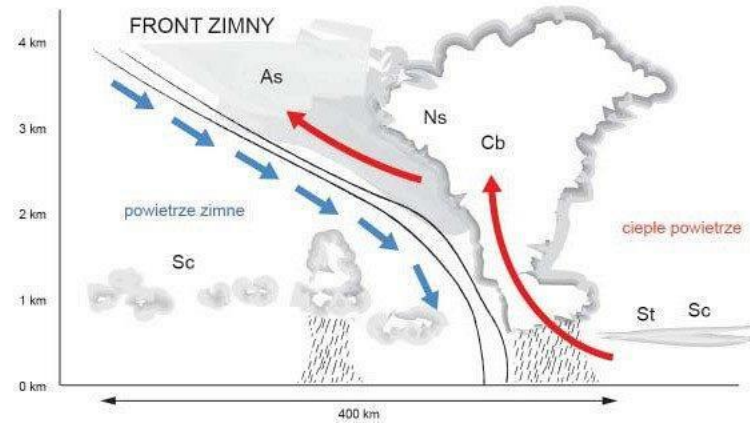 FRONT ZIMNY
4 km
As
Ns
3 km
Cb
2 km
powietrze zimne
ciepłe powietrze
Sc
1 km
St Sc
0 km
400 km